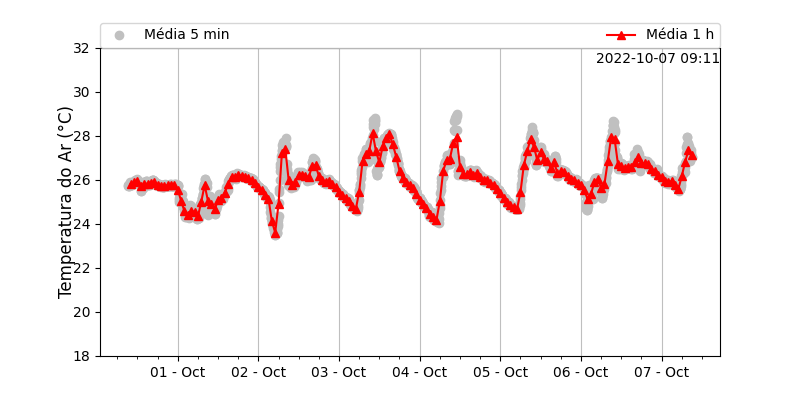 Média 5 min
Média 1 h
2022-10-07 09:11
Temperatura do Ar (°C)
32
30
28
26
24
22
20
18
01 - Oct
02 - Oct
03 - Oct
04 - Oct
05 - Oct
06 - Oct
07 - Oct